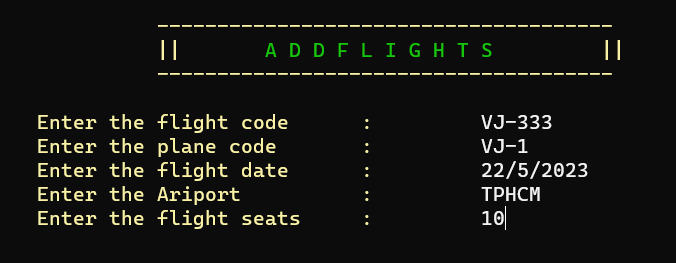 --------------------------------------
|| A D D F L I G H T S ||
--------------------------------------
Enter the flight code : VJ-333
Enter the plane code : VJ-1
Enter the flight date : 22/5/2023
Enter the Ariport : TPHCM
Enter the flight seats : 10